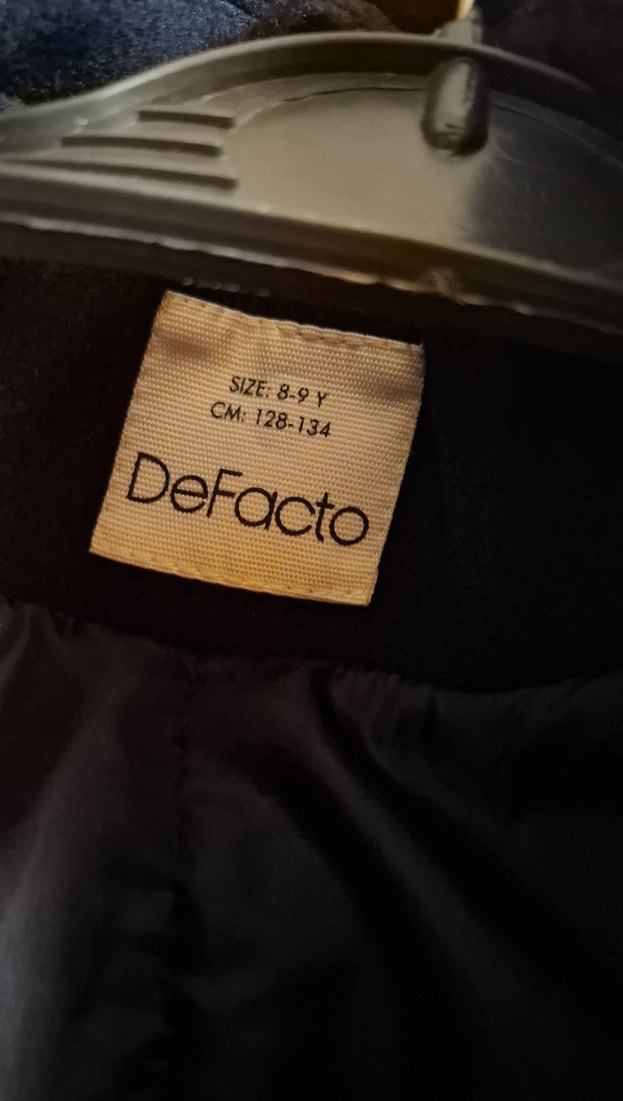 SIZE: 8-9 Y
CM: 128-134
DeFacto